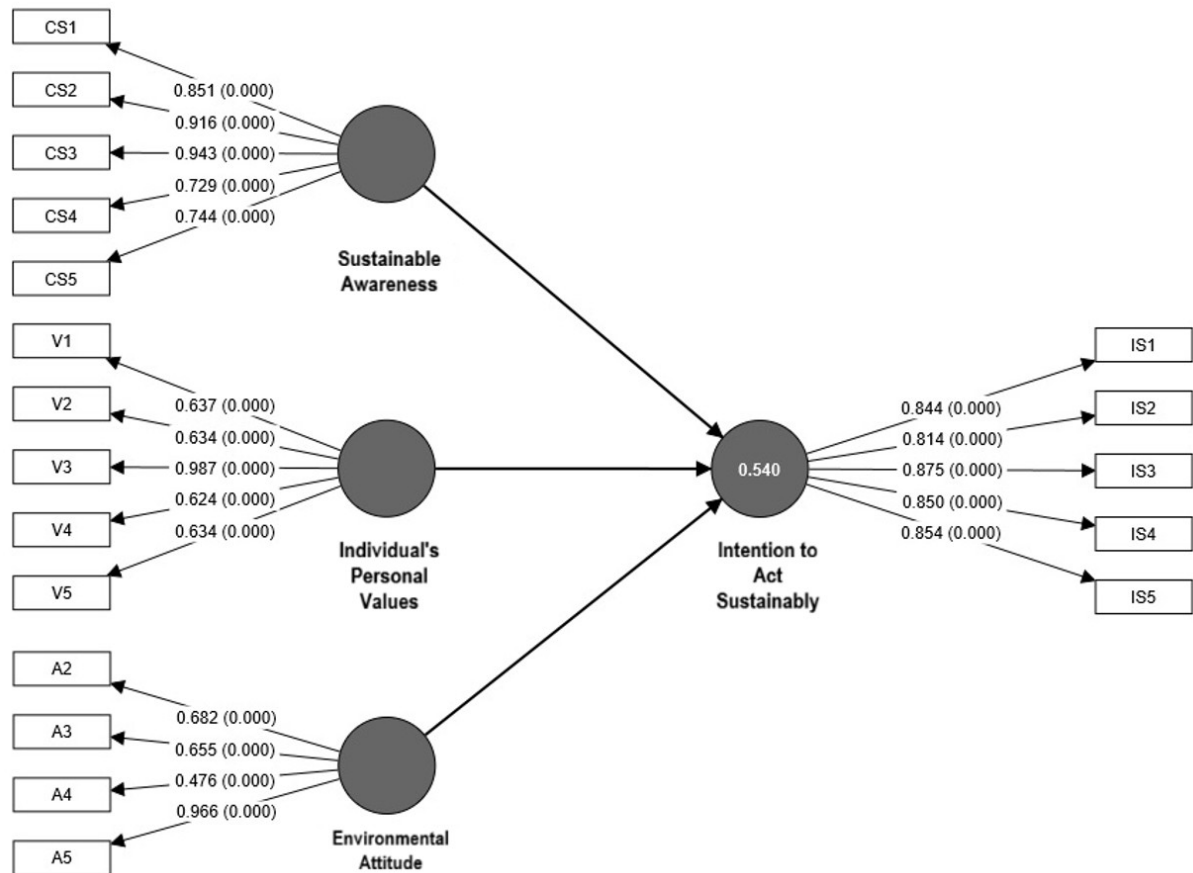 CS1
CS2
CS3
CS4
CS5
0.851 (0.000)
0.916 (0.000)
0.943 (0.000)
0.729 (0.000)
0.744 (0.000)
Sustainable
Awareness
V1
V2
V3
V4
V5
0.637 (0.000)
0.634 (0.000)
0.987 (0.000)
0.624 (0.000)
0.634 (0.000)
Individual's
Personal
Values
A2
A3
A4
A5
0.682 (0.000)
0.655 (0.000)
0.476 (0.000)
0.966 (0.000)
Environmental
Attitude
0.540
Intention to
Act
Sustainably
0.844 (0.000)
0.814 (0.000)
0.875 (0.000)
0.850 (0.000)
0.854 (0.000)
IS1
IS2
IS3
IS4
IS5